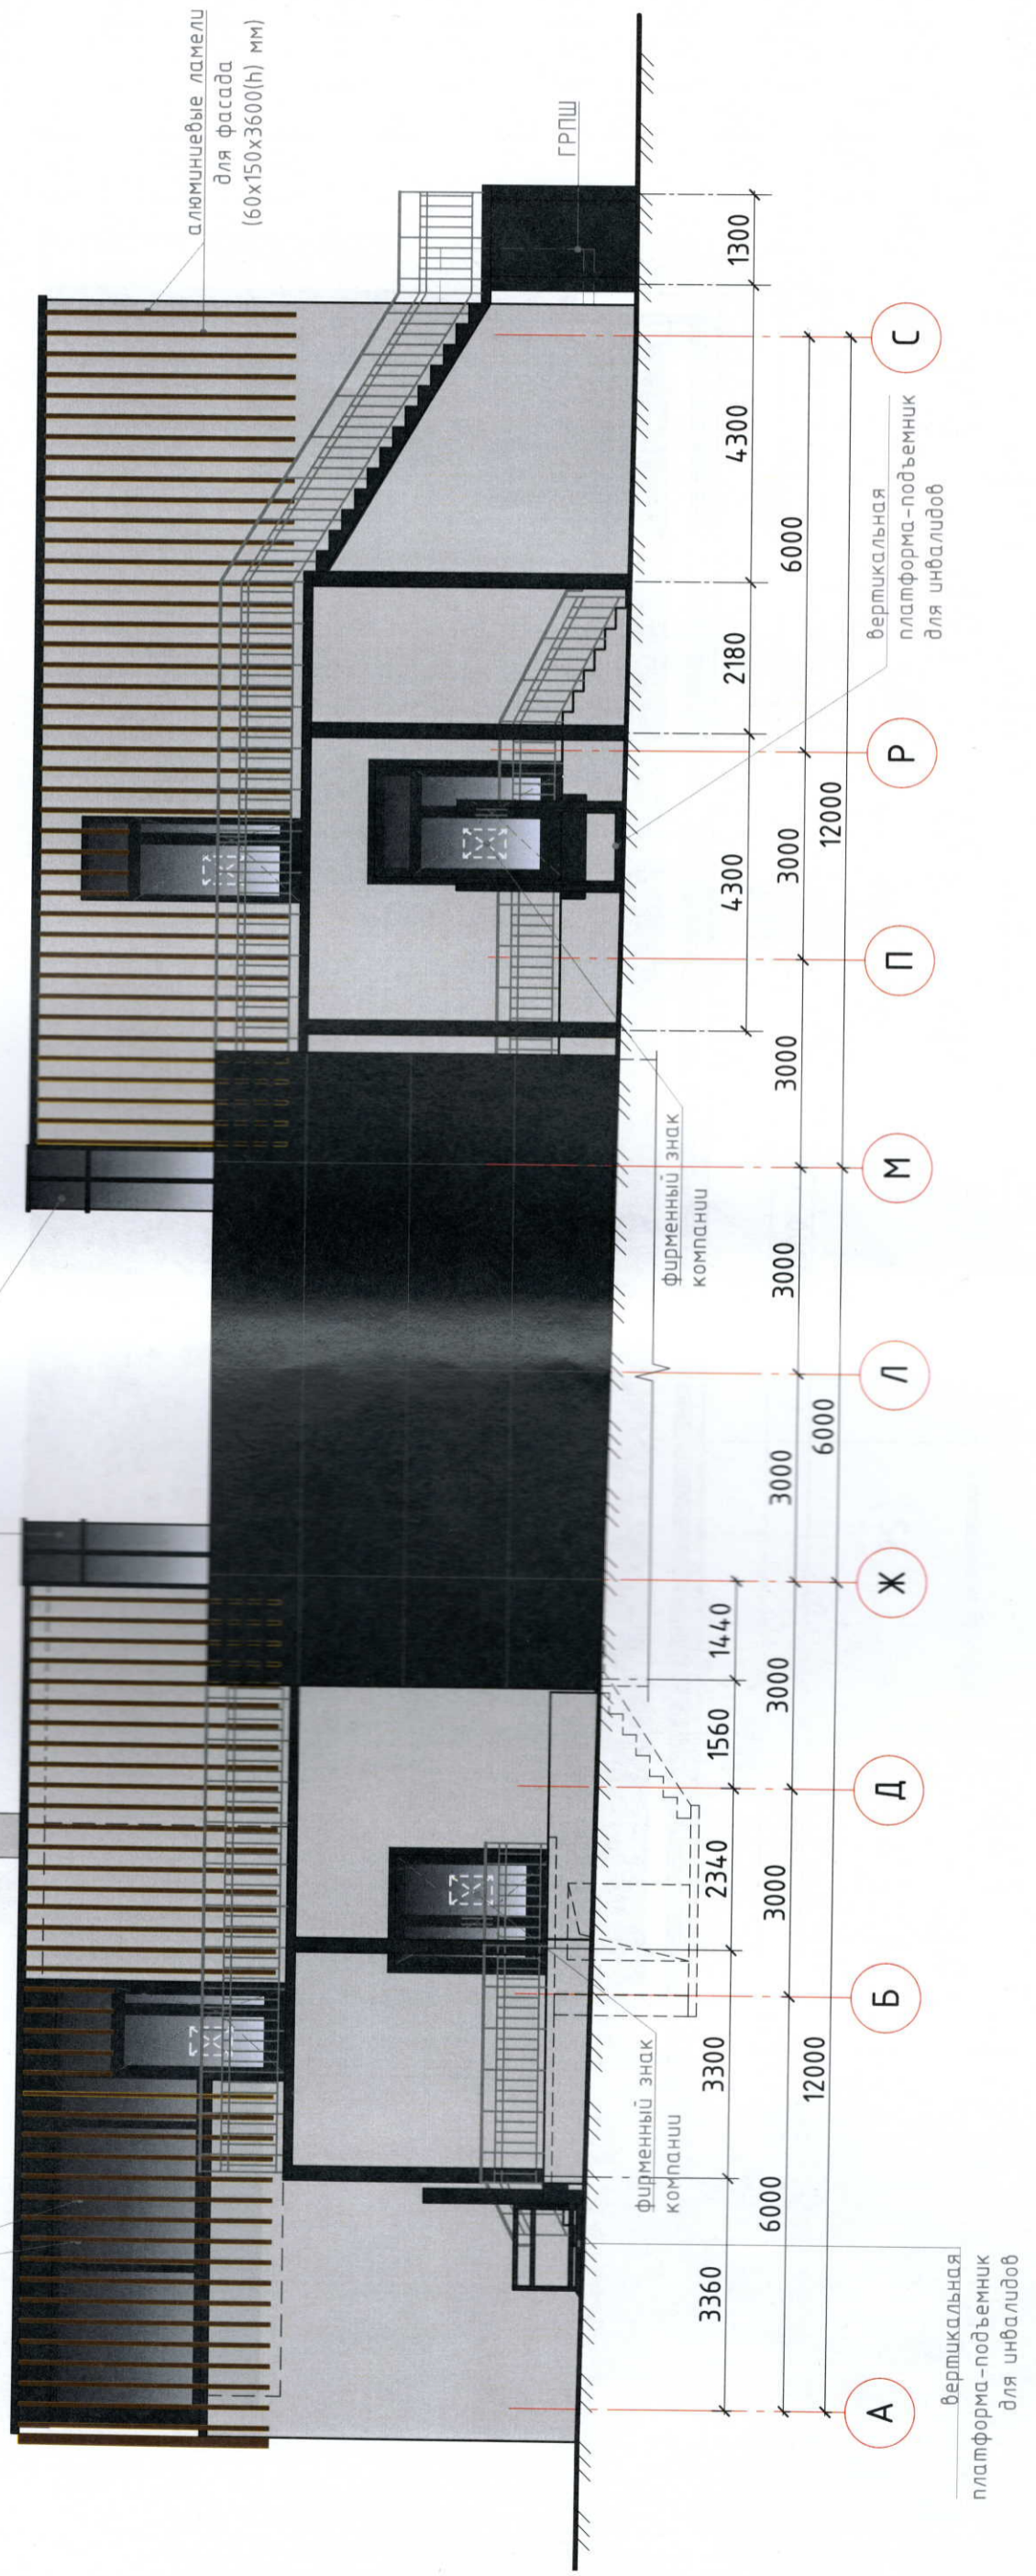 алюминиевые ламели
для фасада
(60х150х3600(h) мм)
ГРПШ
фирменный знак
компании
фирменный знак
компании
вертикальная
платформа-подъемник
для инвалидов
вертикальная
платформа-подъемник
для инвалидов
3360 3300 2340 1560 1440 4300 2180 4300 1300
6000 3000 3000 3000 3000 3000 3000 6000
12000 6000 12000
А Б Д Ж Л М П Р С